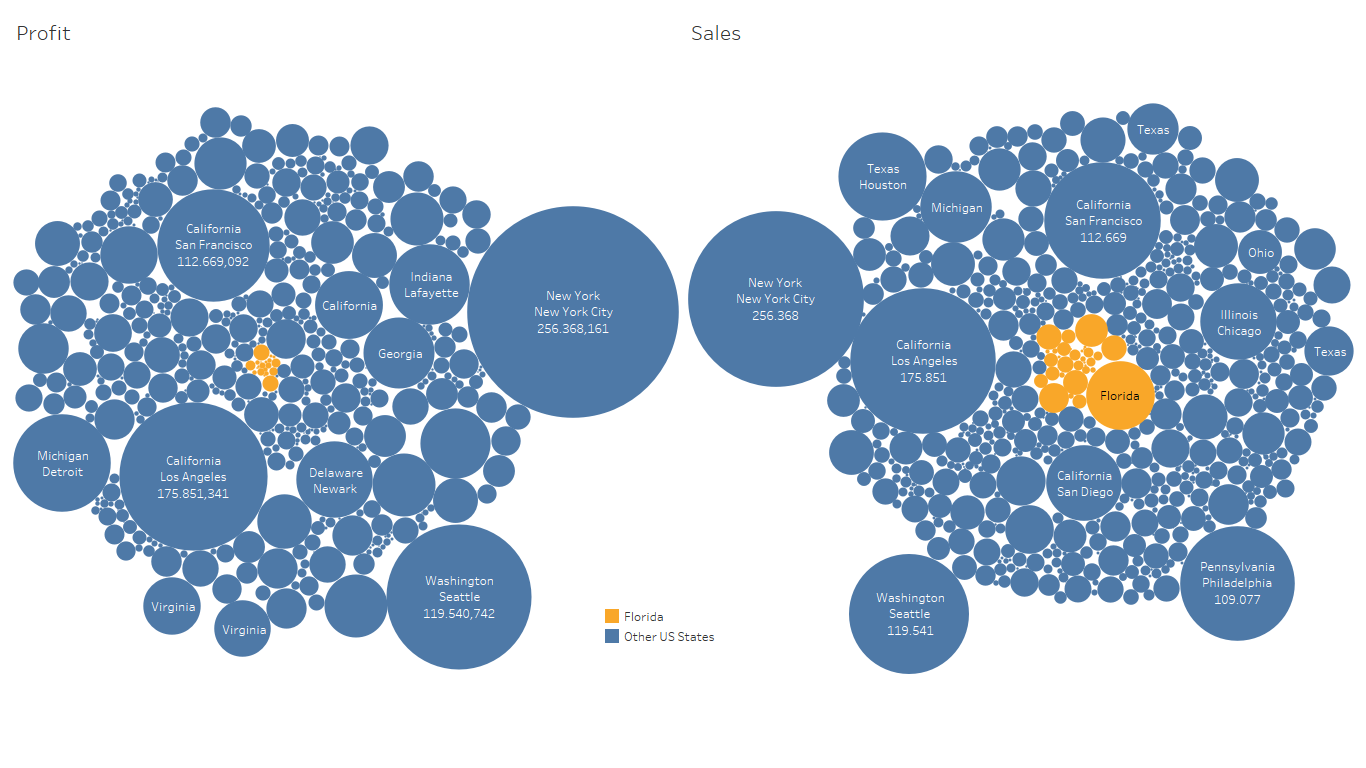 Profit
California
San Francisco
112.669,092
Indiana
Lafayette
California
New York
New York City
256.368,161
Georgia
Michigan
Detroit
California
Los Angeles
175.851,341
Delaware
Newark
Washington
Seattle
119.540,742
Virginia
Virginia
Florida
Other US States
Sales
Texas
Texas
Houston
Michigan
California
San Francisco
112.669
Ohio
New York
New York City
256.368
Illinois
Chicago
California
Los Angeles
175.851
Texas
Florida
California
San Diego
Pennsylvania
Philadelphia
109.077
Washington
Seattle
119.541